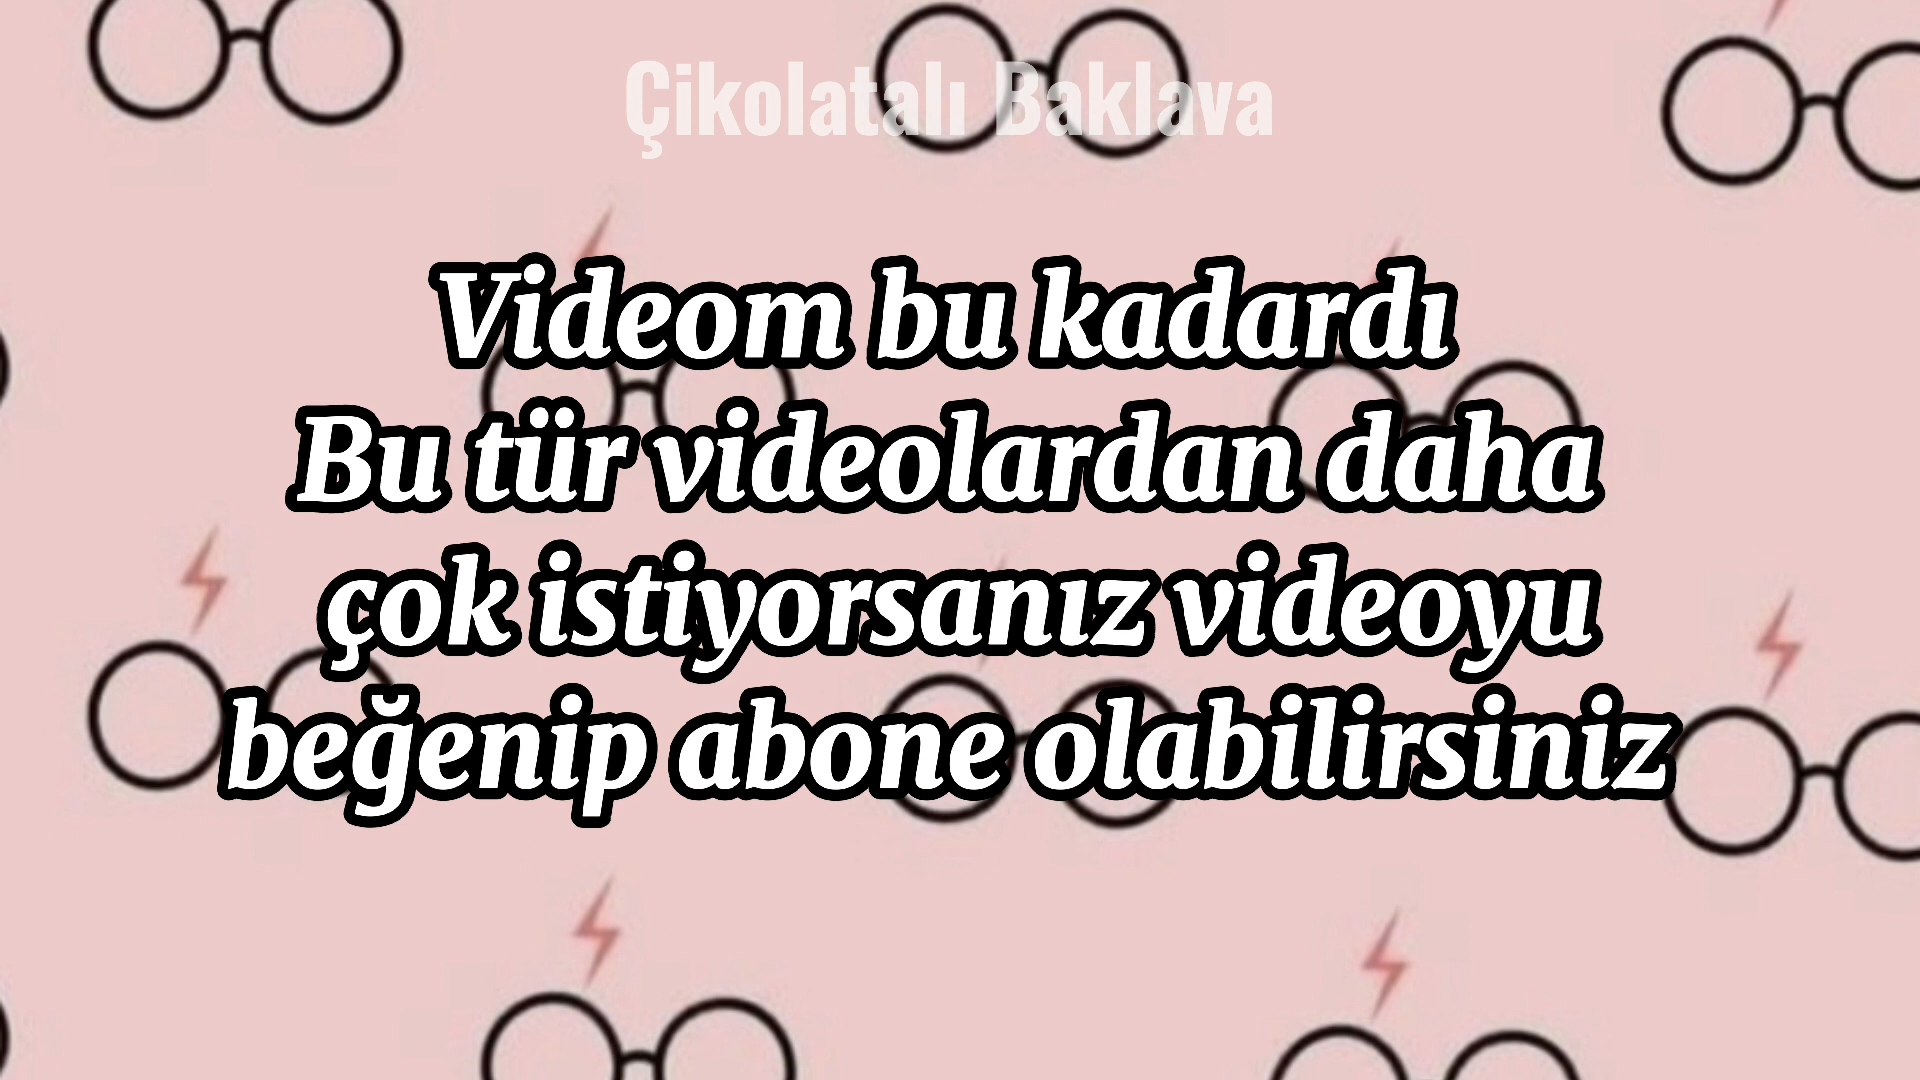 Çikolatalı Baklava
Videom bu kadardı
Bu tür videolardan daha
çok istiyorsanız videoyu
beğenip abone olabilirsiniz